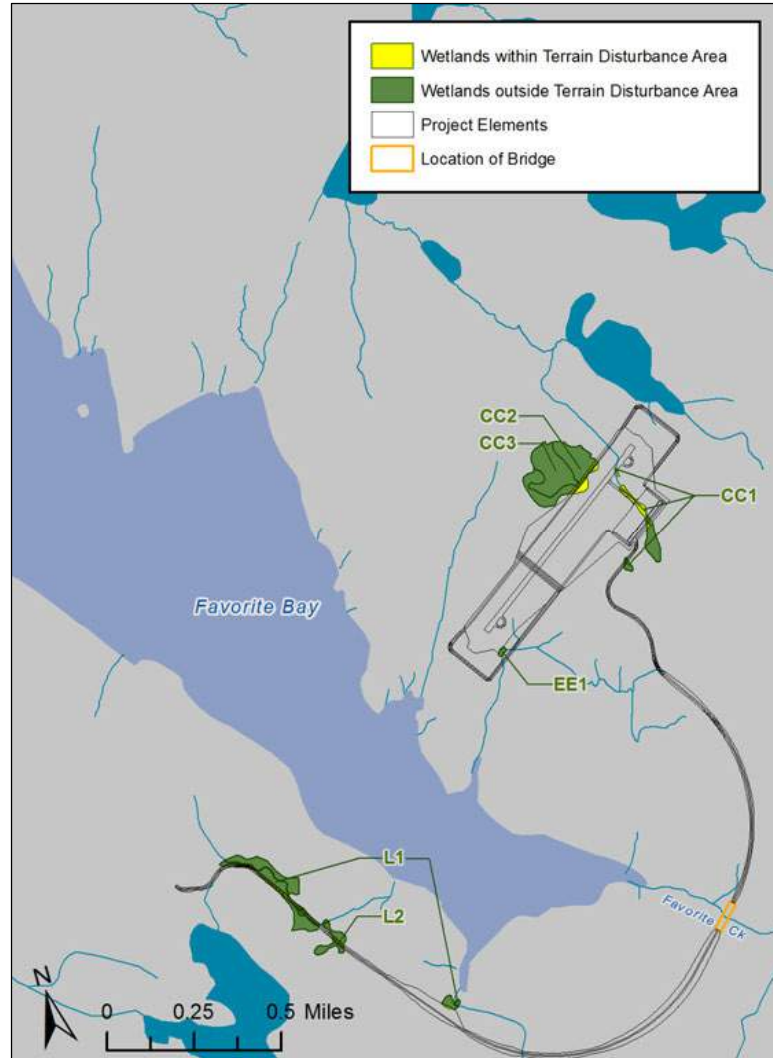 Wetlands within Terrain Disturbance Area
Wetlands outside Terrain Disturbance Area
Project Elements
Location of Bridge
CC2
CC3
CC1
Favorite Bay
EE1
L1
L2
Favorite Ck
N
0 0.25 0.5 Miles